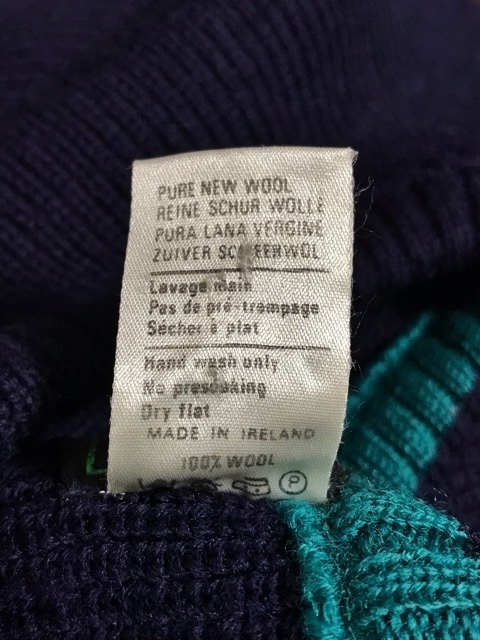 PURE NEW WOOL
REINE SCHUR WOLLE
PURA LANA VERGINE
ZUIVER SCHEERWOL
Lavage main
Pas de pré-trempage
Sécher à plat
Hand wash only
No presoaking
Dry flat
MADE IN IRELAND
100% WOOL
P